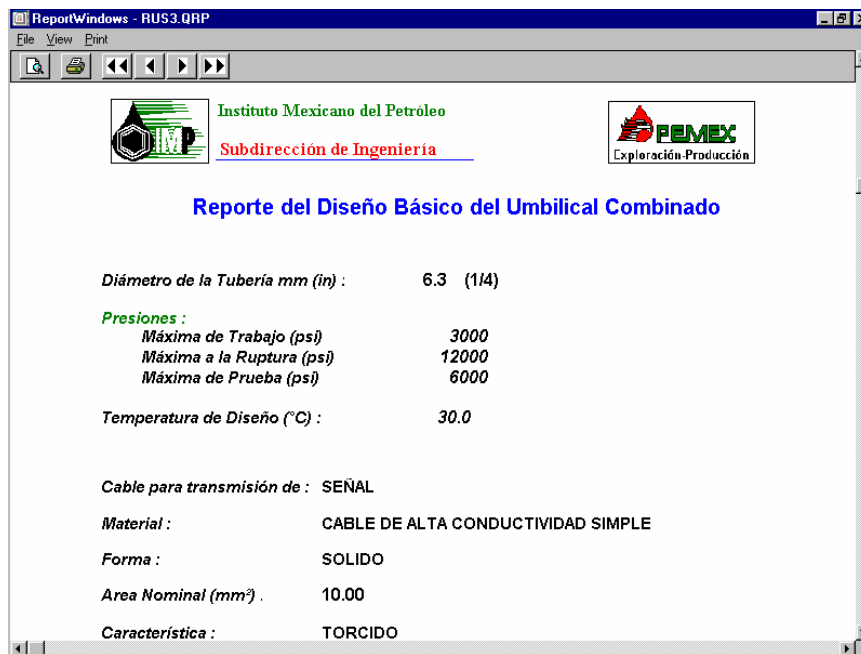 ReportWindows - RUS3.QRP
File View Print
IMP
Instituto Mexicano del Petróleo
Subdirección de Ingeniería
PEMEX
Exploración-Producción
Reporte del Diseño Básico del Umbilical Combinado
Diámetro de la Tubería mm (in) : 6.3 (1/4)
Presiones :
Máxima de Trabajo (psi) 3000
Máxima a la Ruptura (psi) 12000
Máxima de Prueba (psi) 6000
Temperatura de Diseño (°C) : 30.0
Cable para transmisión de : SEÑAL
Material : CABLE DE ALTA CONDUCTIVIDAD SIMPLE
Forma : SOLIDO
Area Nominal (mm²) . 10.00
Característica : TORCIDO